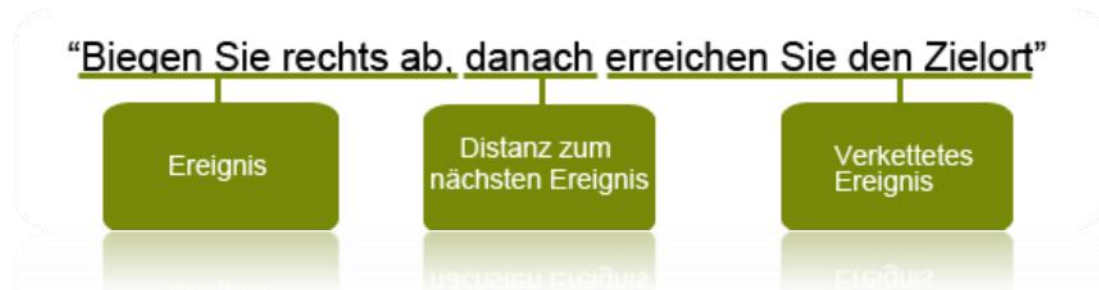 “Biegen Sie rechts ab, danach erreichen Sie den Zielort”
Ereignis
Distanz zum
nächsten Ereignis
Verkettetes
Ereignis